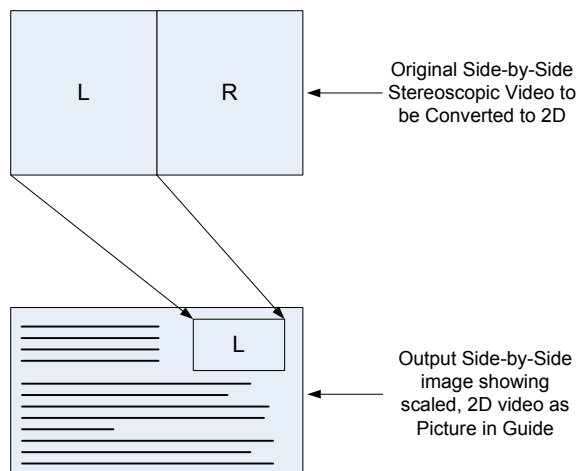 L
R
Original Side-by-Side
Stereoscopic Video to
be Converted to 2D
L
Output Side-by-Side
image showing
scaled, 2D video as
Picture in Guide